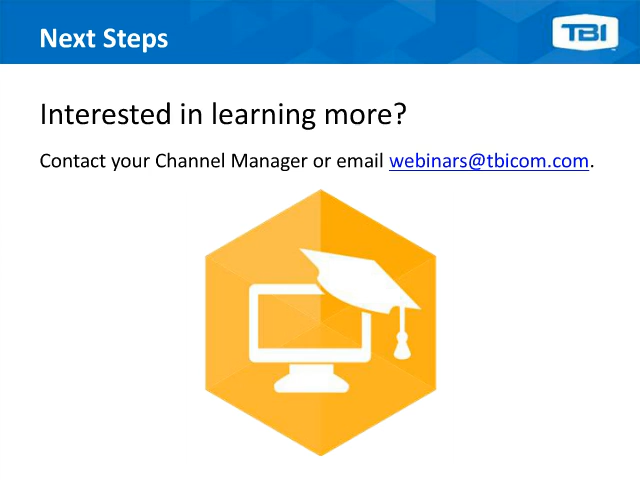 Next Steps
TBI
Interested in learning more?
Contact your Channel Manager or email webinars@tbicom.com.